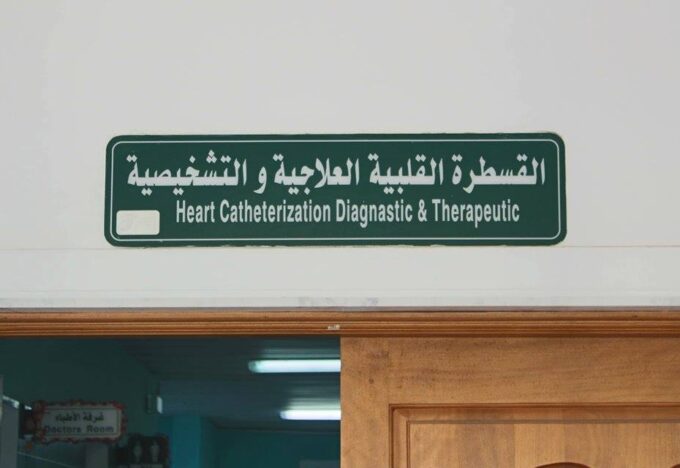 القسطرة القلبية العلاجية و التشخيصية
Heart Catheterization Diagnastic & Therapeutic
غرفة الأطباء
Doctors Room